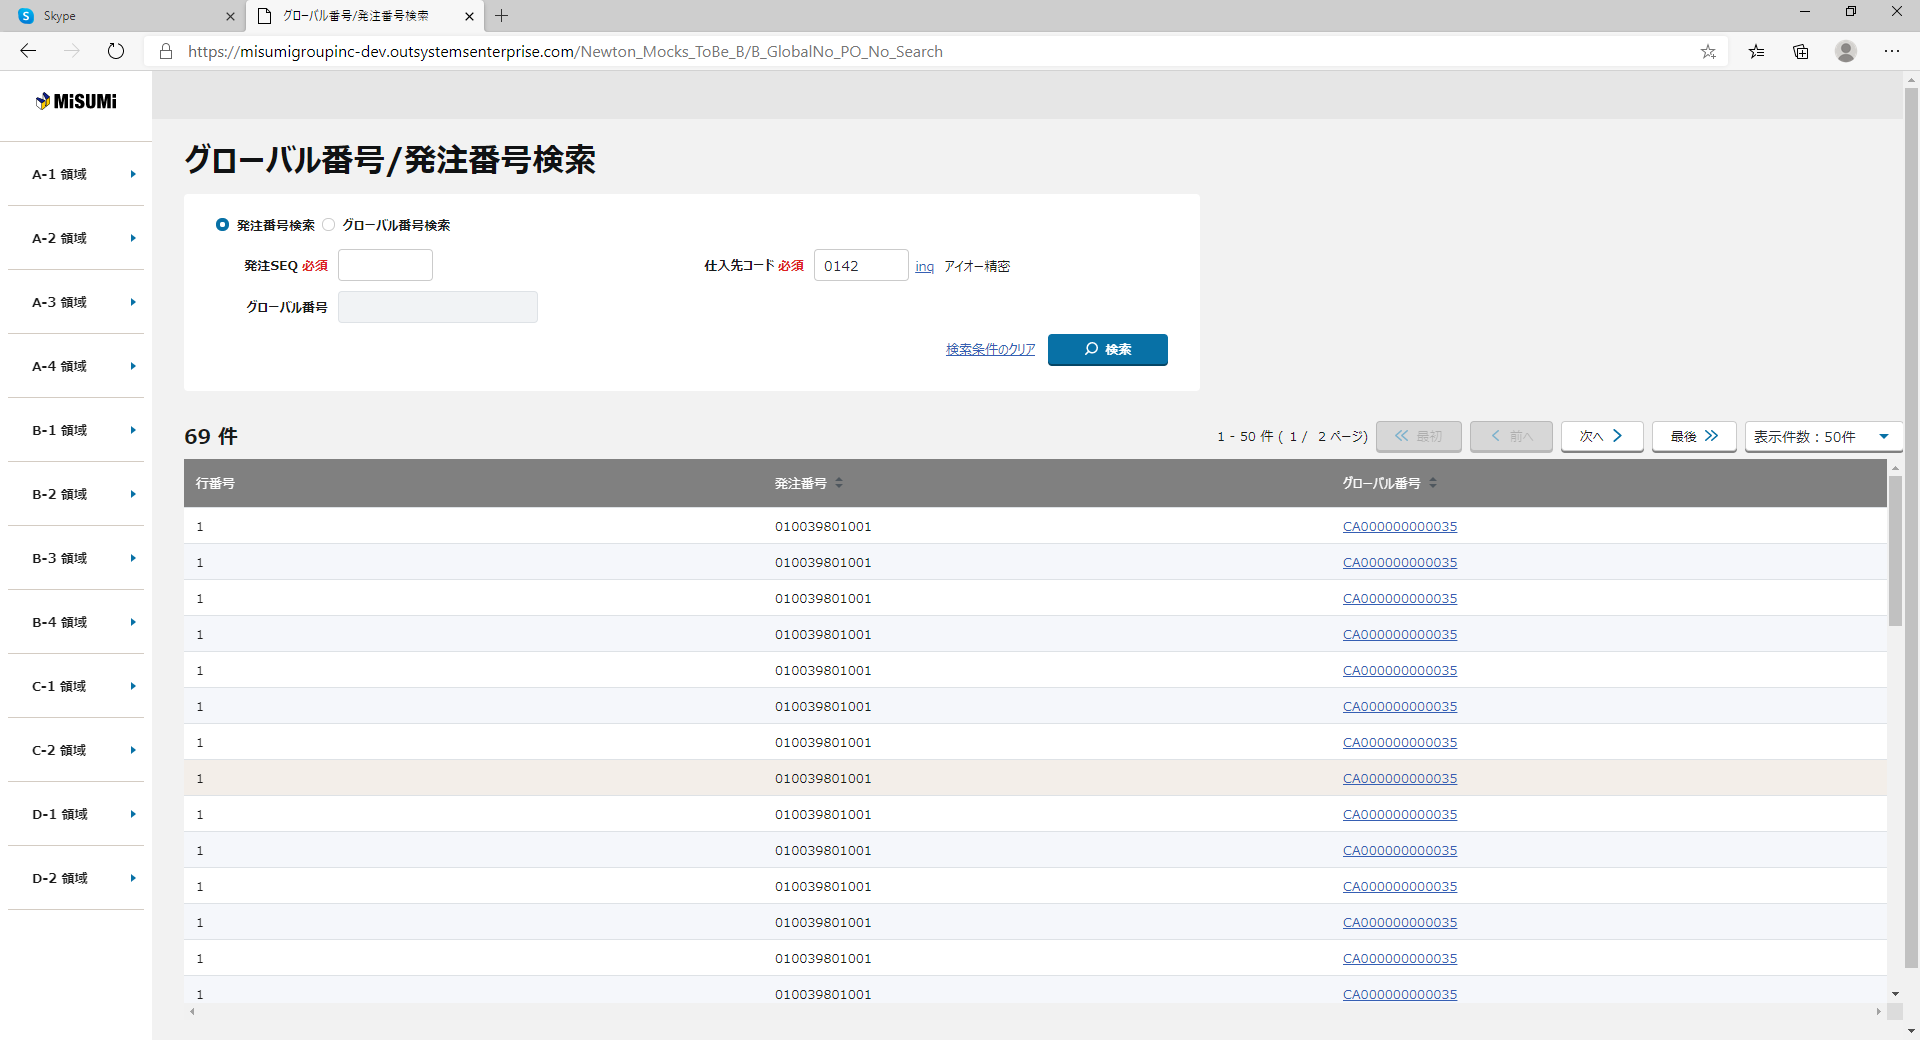 Skype
グローバル番号/発注番号検索
https://misumigroupinc-dev.outsystemsenterprise.com/Newton_Mocks_ToBe_B/B_GlobalNo_PO_No_Search
MiSUMi
A-1 領域
A-2 領域
A-3 領域
A-4 領域
B-1 領域
B-2 領域
B-3 領域
B-4 領域
C-1 領域
C-2 領域
D-1 領域
D-2 領域
グローバル番号/発注番号検索
発注番号検索 グローバル番号検索
発注SEQ 必須 仕入先コード 必須 0142 inq アイオー精密
グローバル番号
検索条件のクリア 検索
69 件 1 - 50 件 ( 1 / 2 ページ) 最初 前へ 次へ 最後 表示件数：50件
行番号 発注番号 グローバル番号
1 010039801001 CA000000000035
1 010039801001 CA000000000035
1 010039801001 CA000000000035
1 010039801001 CA000000000035
1 010039801001 CA000000000035
1 010039801001 CA000000000035
1 010039801001 CA000000000035
1 010039801001 CA000000000035
1 010039801001 CA000000000035
1 010039801001 CA000000000035
1 010039801001 CA000000000035
1 010039801001 CA000000000035
1 010039801001 CA000000000035
1 010039801001 CA000000000035